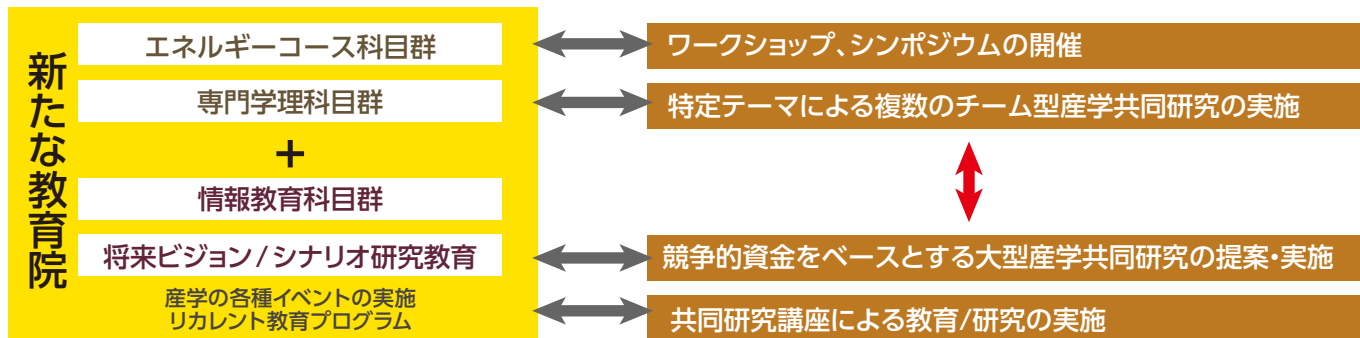 新たな教育院
エネルギーコース科目群
専門学理科目群
+
情報教育科目群
将来ビジョン/シナリオ研究教育
産学の各種イベントの実施
リカレント教育プログラム
ワークショップ、シンポジウムの開催
特定テーマによる複数のチーム型産学共同研究の実施
競争的資金をベースとする大型産学共同研究の提案・実施
共同研究講座による教育/研究の実施